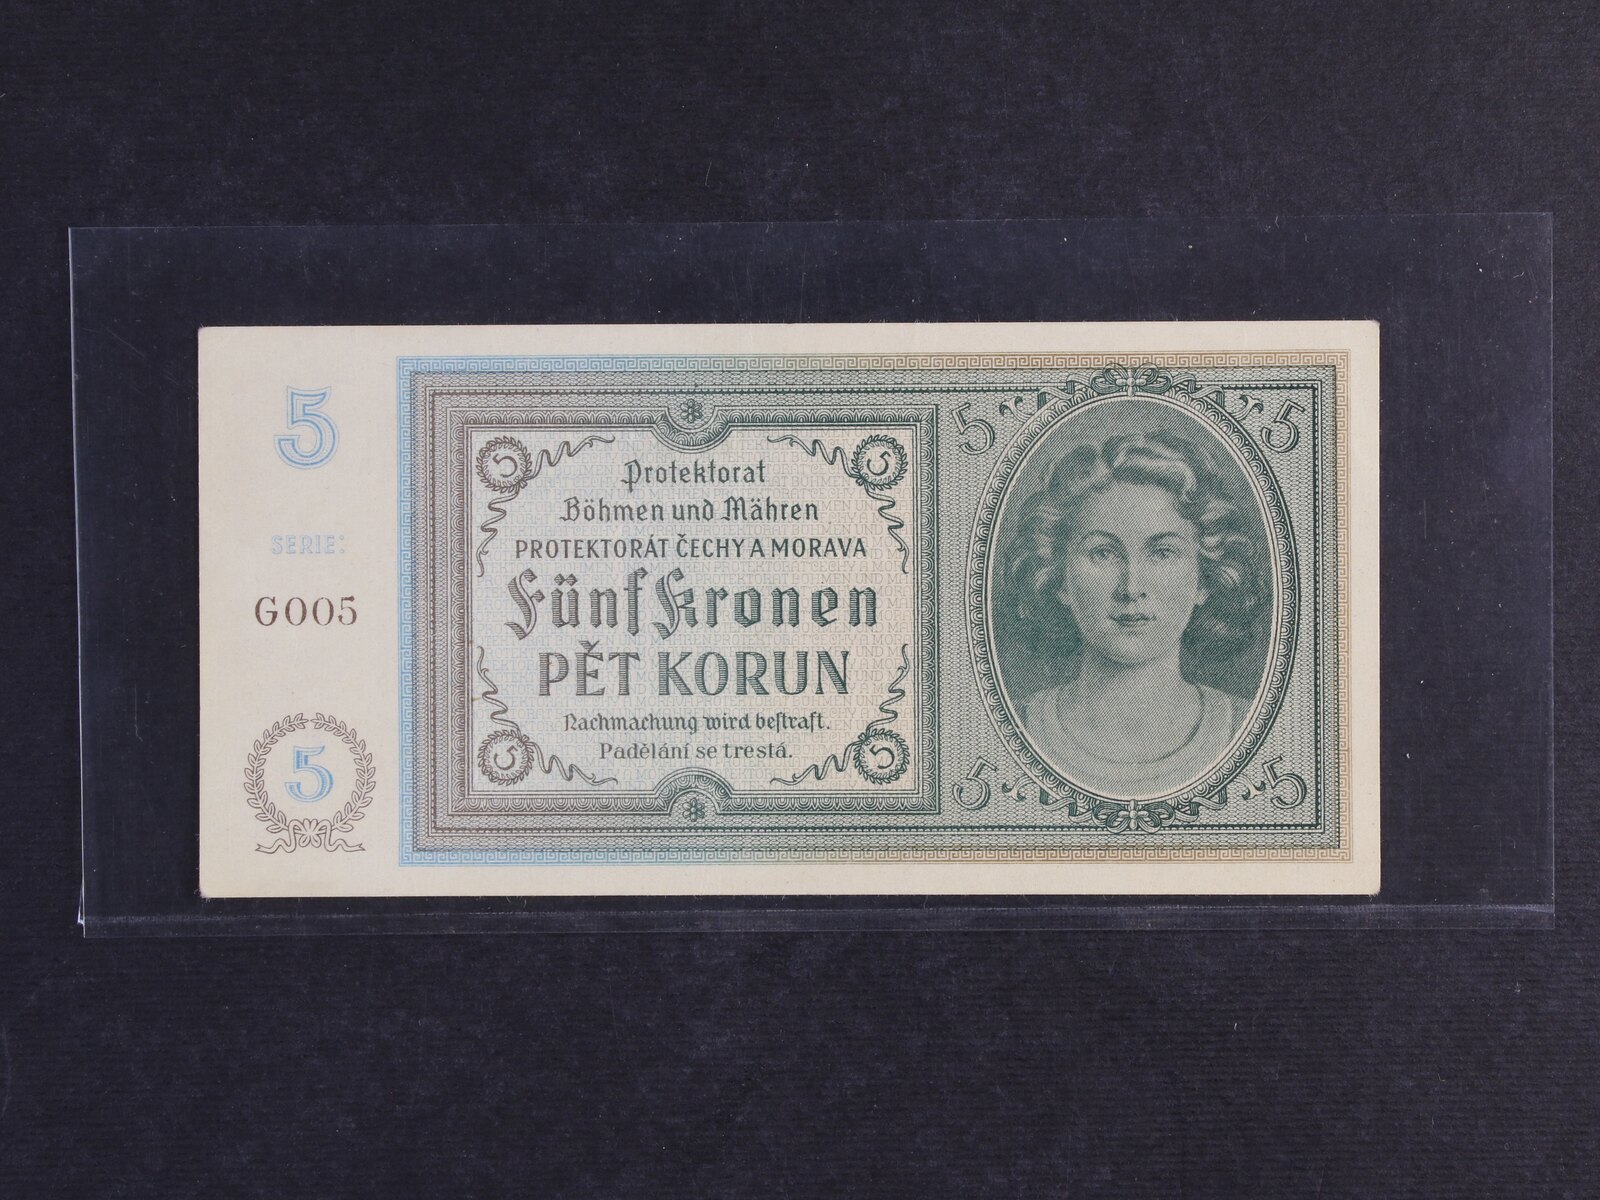 5
SERIE:
G005
5
5
5
Protektorat
Böhmen und Mähren
PROTEKTORÁT ČECHY A MORAVA
Fünf Kronen
PĚT KORUN
Nachmachung wird bestraft.
Padělání se trestá.
5
5
5
5
5
5